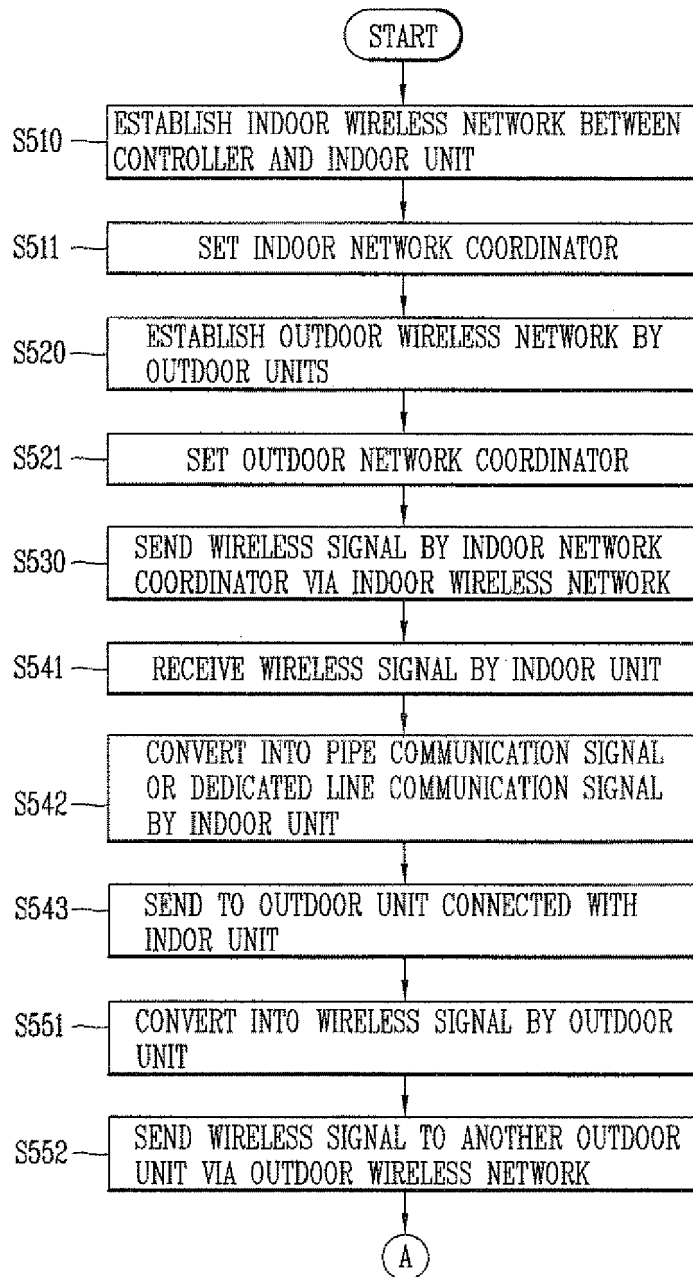 START
S510
ESTABLISH INDOOR WIRELESS NETWORK BETWEEN
CONTROLLER AND INDOOR UNIT
S511
SET INDOOR NETWORK COORDINATOR
S520
ESTABLISH OUTDOOR WIRELESS NETWORK BY
OUTDOOR UNITS
S521
SET OUTDOOR NETWORK COORDINATOR
S530
SEND WIRELESS SIGNAL BY INDOOR NETWORK
COORDINATOR VIA INDOOR WIRELESS NETWORK
S541
RECEIVE WIRELESS SIGNAL BY INDOOR UNIT
S542
CONVERT INTO PIPE COMMUNICATION SIGNAL
OR DEDICATED LINE COMMUNICATION SIGNAL
BY INDOOR UNIT
S543
SEND TO OUTDOOR UNIT CONNECTED WITH
INDOR UNIT
S551
CONVERT INTO WIRELESS SIGNAL BY OUTDOOR
UNIT
S552
SEND WIRELESS SIGNAL TO ANOTHER OUTDOOR
UNIT VIA OUTDOOR WIRELESS NETWORK
A